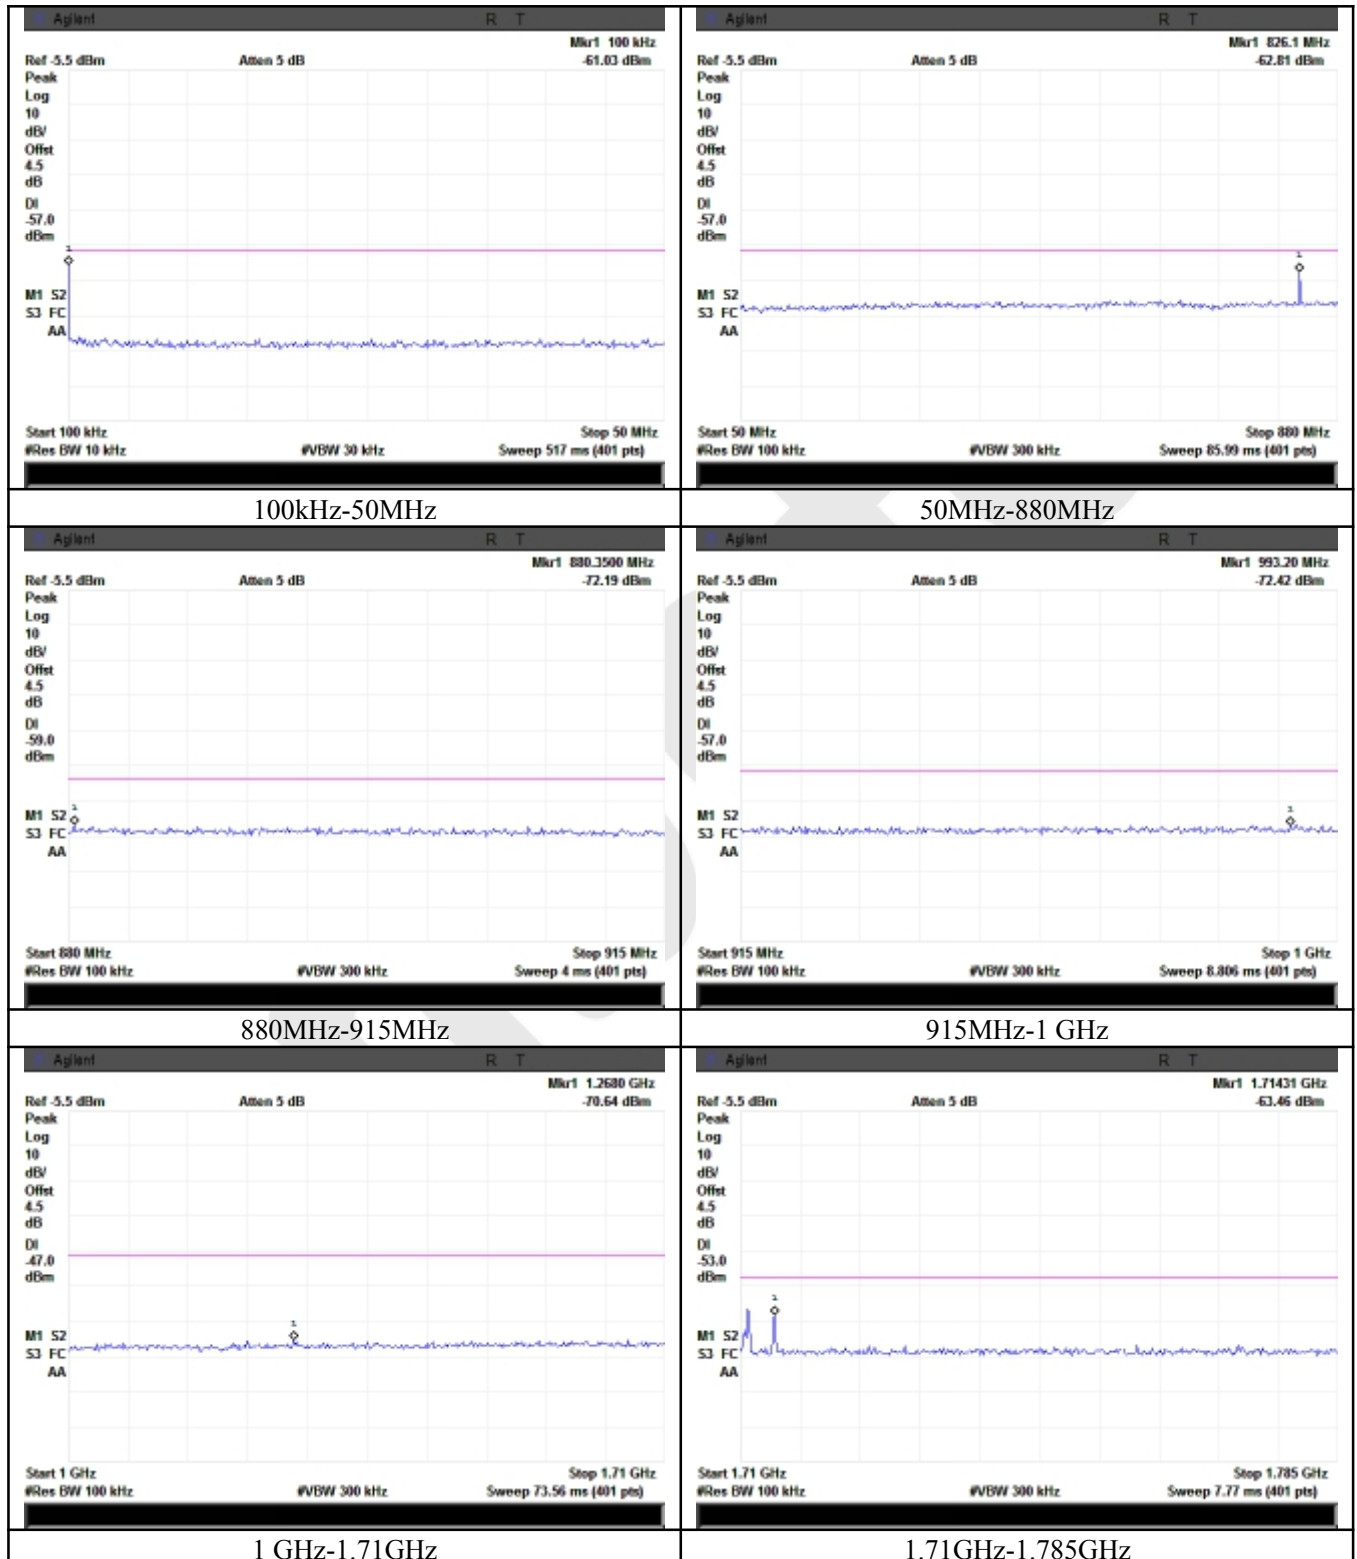 Agilent R T
Mkr1 100 kHz
Ref -5.5 dBm Atten 5 dB -61.03 dBm
Peak
Log
10
dB/
Offst
4.5
dB
DI
-57.0
dBm
1
M1 S2
S3 FC
AA
Start 100 kHz Stop 50 MHz
#Res BW 10 kHz #VBW 30 kHz Sweep 517 ms (401 pts)
100kHz-50MHz
Agilent R T
Mkr1 826.1 MHz
Ref -5.5 dBm Atten 5 dB -62.81 dBm
Peak
Log
10
dB/
Offst
4.5
dB
DI
-57.0
dBm
1
M1 S2
S3 FC
AA
Start 50 MHz Stop 880 MHz
#Res BW 100 kHz #VBW 300 kHz Sweep 85.99 ms (401 pts)
50MHz-880MHz
Agilent R T
Mkr1 880.3500 MHz
Ref -5.5 dBm Atten 5 dB -72.19 dBm
Peak
Log
10
dB/
Offst
4.5
dB
DI
-59.0
dBm
1
M1 S2
S3 FC
AA
Start 880 MHz Stop 915 MHz
#Res BW 100 kHz #VBW 300 kHz Sweep 4 ms (401 pts)
880MHz-915MHz
Agilent R T
Mkr1 993.20 MHz
Ref -5.5 dBm Atten 5 dB -72.42 dBm
Peak
Log
10
dB/
Offst
4.5
dB
DI
-57.0
dBm
1
M1 S2
S3 FC
AA
Start 915 MHz Stop 1 GHz
#Res BW 100 kHz #VBW 300 kHz Sweep 8.806 ms (401 pts)
915MHz-1 GHz
Agilent R T
Mkr1 1.2680 GHz
Ref -5.5 dBm Atten 5 dB -70.64 dBm
Peak
Log
10
dB/
Offst
4.5
dB
DI
-47.0
dBm
1
M1 S2
S3 FC
AA
Start 1 GHz Stop 1.71 GHz
#Res BW 100 kHz #VBW 300 kHz Sweep 73.56 ms (401 pts)
1 GHz-1.71GHz
Agilent R T
Mkr1 1.71431 GHz
Ref -5.5 dBm Atten 5 dB -63.46 dBm
Peak
Log
10
dB/
Offst
4.5
dB
DI
-53.0
dBm
1
M1 S2
S3 FC
AA
Start 1.71 GHz Stop 1.785 GHz
#Res BW 100 kHz #VBW 300 kHz Sweep 7.77 ms (401 pts)
1.71GHz-1.785GHz